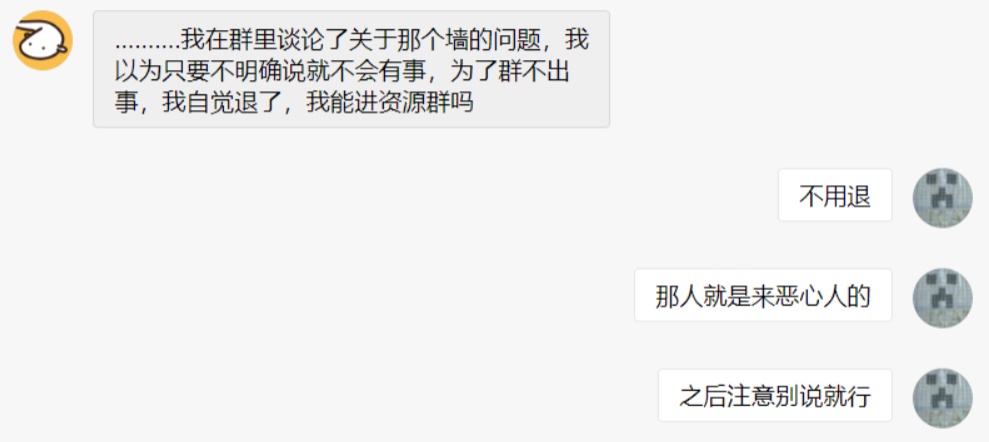 ..........我在群里谈论了关于那个墙的问题，我
以为只要不明确说就不会有事，为了群不出
事，我自觉退了，我能进资源群吗
不用退
那人就是来恶心人的
之后注意别说就行